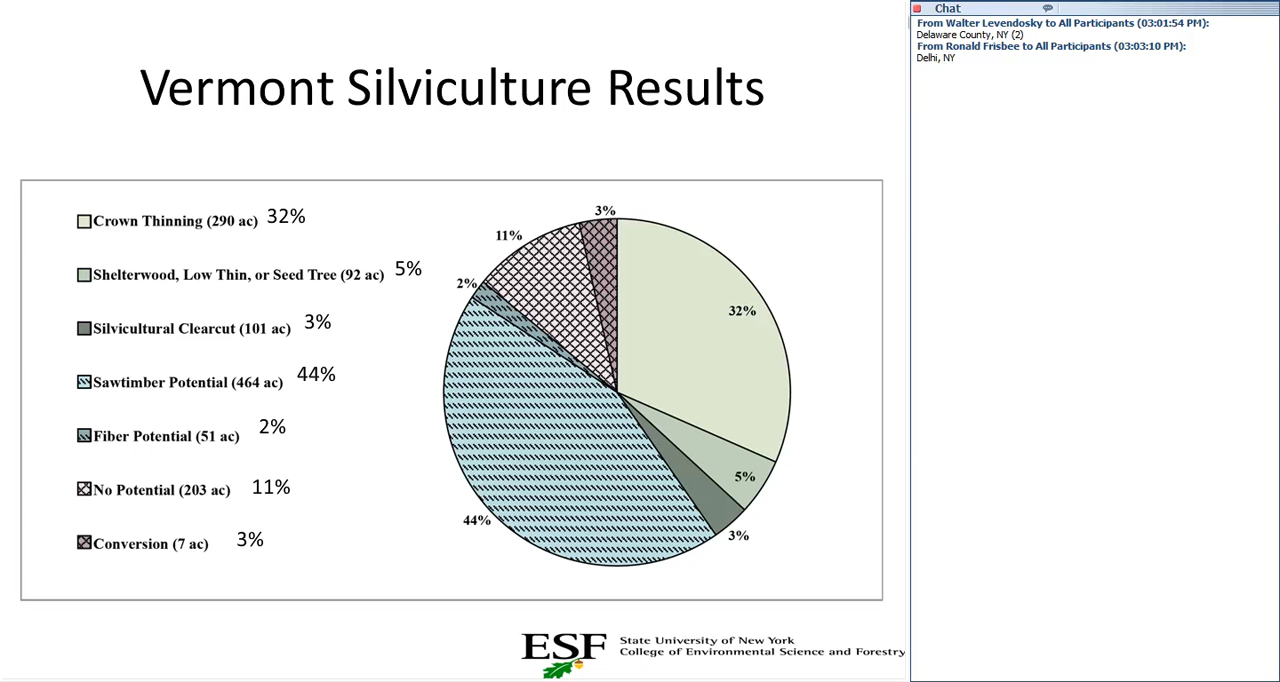 Vermont Silviculture Results
Crown Thinning (290 ac) 32%
Shelterwood, Low Thin, or Seed Tree (92 ac) 5%
Silvicultural Clearcut (101 ac) 3%
Sawtimber Potential (464 ac) 44%
Fiber Potential (51 ac) 2%
No Potential (203 ac) 11%
Conversion (7 ac) 3%
3%
11%
2%
32%
5%
44%
3%
ESF
State University of New York
College of Environmental Science and Forestry
Chat
From Walter Levendosky to All Participants (03:01:54 PM):
Delaware County, NY (2)
From Ronald Frisbee to All Participants (03:03:10 PM):
Delhi, NY